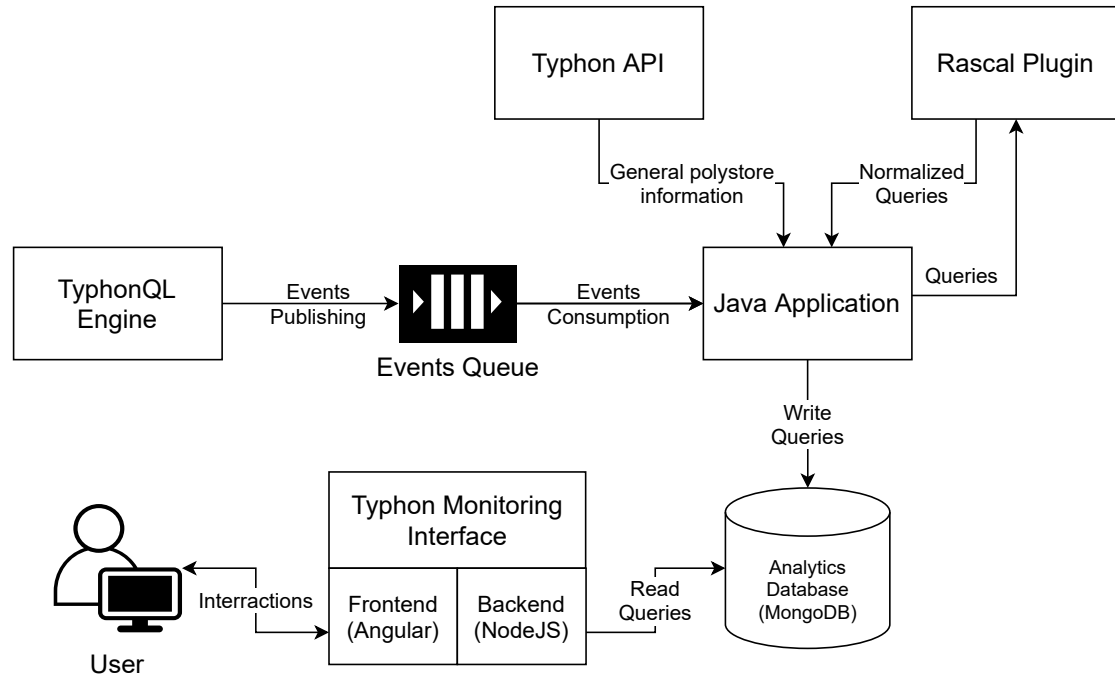 Typhon API
Rascal Plugin
General polystore
information
Normalized
Queries
TyphonQL
Engine
Events
Publishing
Events Queue
Events
Consumption
Java Application
Queries
Write
Queries
Typhon Monitoring
Interface
Frontend
(Angular)
Backend
(NodeJS)
Interractions
User
Read
Queries
Analytics
Database
(MongoDB)